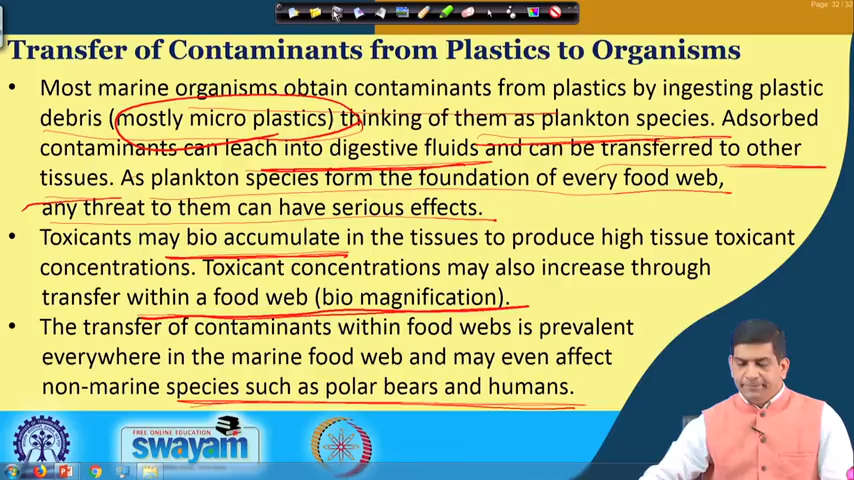 Page: 32 / 32
Transfer of Contaminants from Plastics to Organisms
• Most marine organisms obtain contaminants from plastics by ingesting plastic
debris (mostly micro plastics) thinking of them as plankton species. Adsorbed
contaminants can leach into digestive fluids and can be transferred to other
tissues. As plankton species form the foundation of every food web,
any threat to them can have serious effects.
• Toxicants may bio accumulate in the tissues to produce high tissue toxicant
concentrations. Toxicant concentrations may also increase through
transfer within a food web (bio magnification).
• The transfer of contaminants within food webs is prevalent
everywhere in the marine food web and may even affect
non-marine species such as polar bears and humans.
FREE ONLINE EDUCATION
swayam